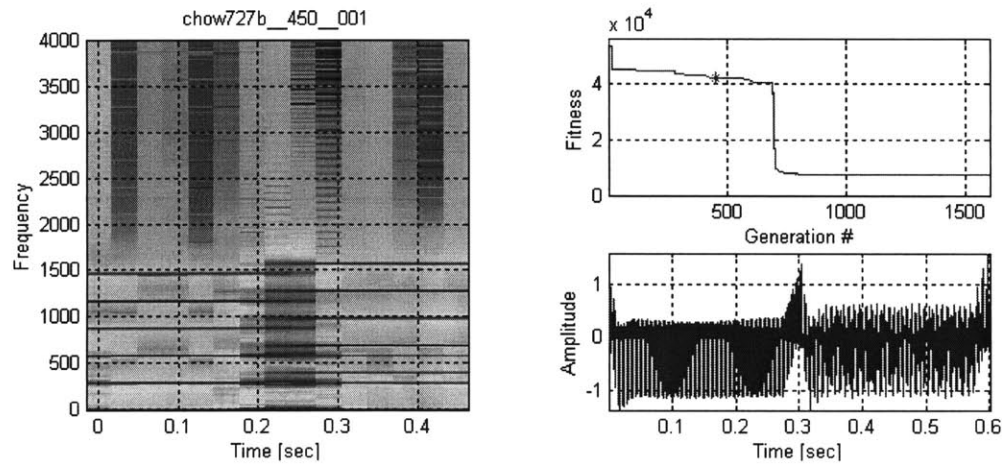 chow727b__450__001
4000
3500
3000
2500
2000
1500
1000
500
0
Frequency
0 0.1 0.2 0.3 0.4
Time [sec]
x 10^4
4
2
0
Fitness
500 1000 1500
Generation #
1
0
-1
Amplitude
0.1 0.2 0.3 0.4 0.5 0.6
Time [sec]